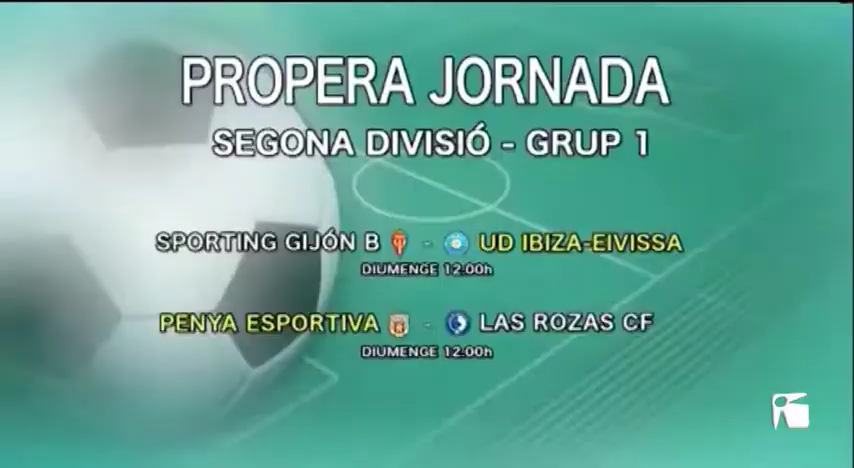 PROPERA JORNADA
SEGONA DIVISIÓ - GRUP 1
SPORTING GIJÓN B - UD IBIZA-EIVISSA
DIUMENGE 12:00h
PENYA ESPORTIVA - LAS ROZAS CF
DIUMENGE 12:00h